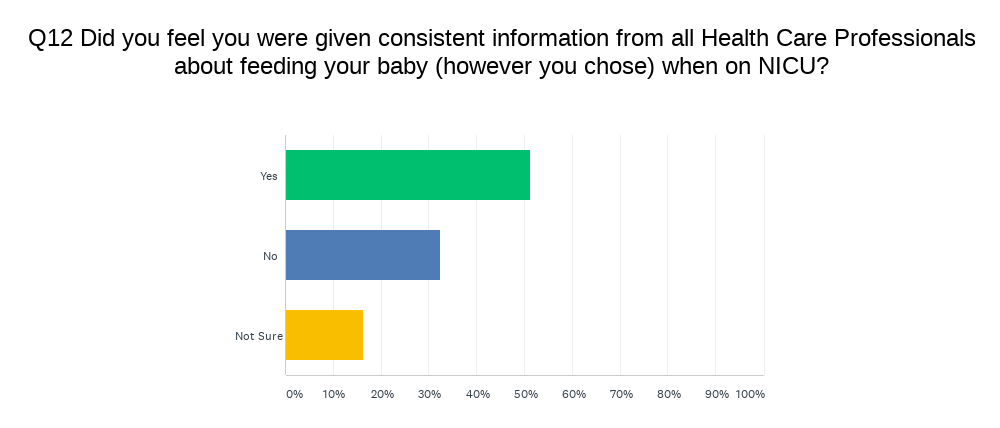 Q12 Did you feel you were given consistent information from all Health Care Professionals
about feeding your baby (however you chose) when on NICU?
Yes
No
Not Sure
0% 10% 20% 30% 40% 50% 60% 70% 80% 90% 100%